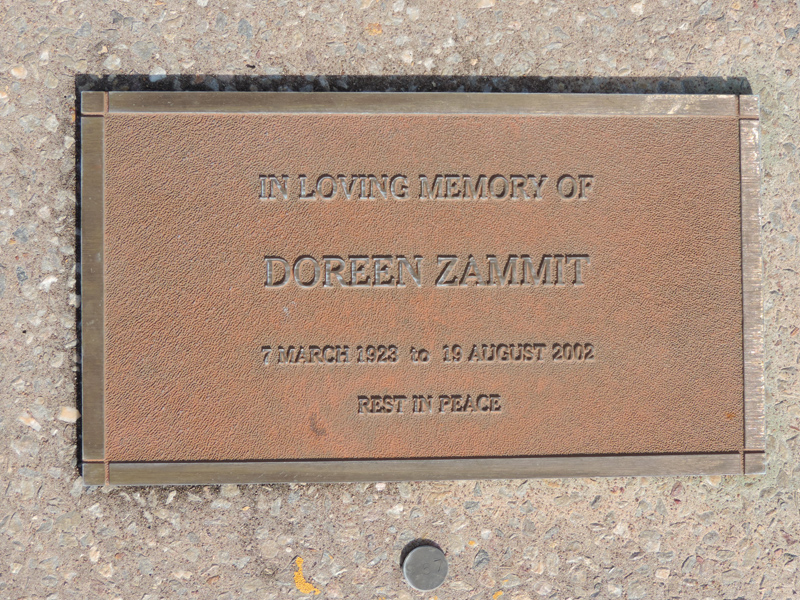 IN LOVING MEMORY OF
DOREEN ZAMMIT
7 MARCH 1923 to 19 AUGUST 2002
REST IN PEACE